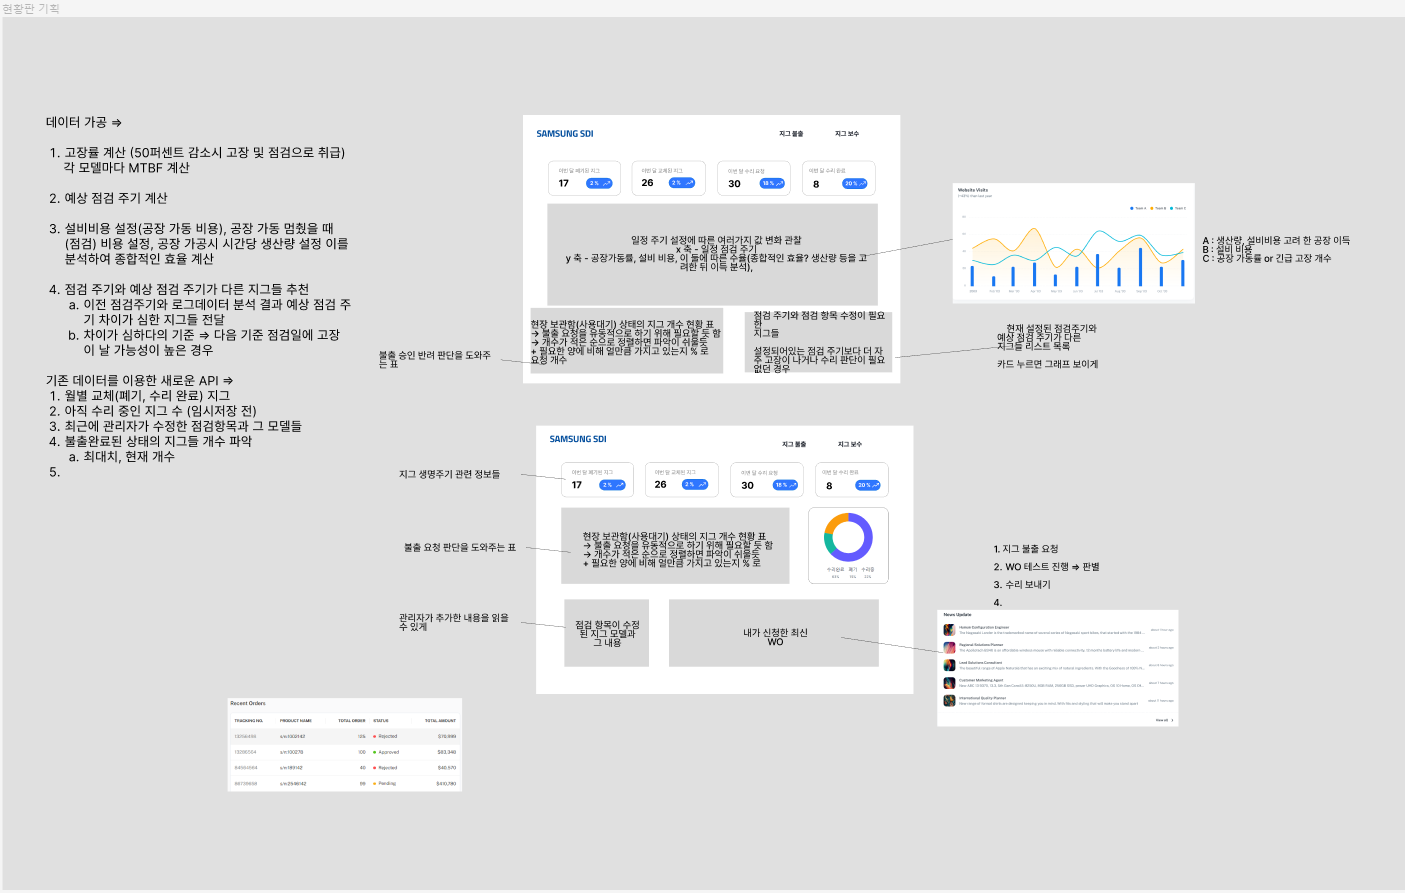 현황판 기획
데이터 가공 ⇒
1. 고장률 계산 (50퍼센트 감소시 고장 및 점검으로 취급)
각 모델마다 MTBF 계산
2. 예상 점검 주기 계산
3. 설비비용 설정(공장 가동 비용), 공장 가동 멈췄을 때
(점검) 비용 설정, 공장 가공시 시간당 생산량 설정 이를
분석하여 종합적인 효율 계산
4. 점검 주기와 예상 점검 주기가 다른 지그들 추천
a. 이전 점검주기와 로그데이터 분석 결과 예상 점검 주
기 차이가 심한 지그들 전달
b. 차이가 심하다의 기준 ⇒ 다음 기준 점검일에 고장
이 날 가능성이 높은 경우
기존 데이터를 이용한 새로운 API ⇒
1. 월별 교체(폐기, 수리 완료) 지그
2. 아직 수리 중인 지그 수 (임시저장 전)
3. 최근에 관리자가 수정한 점검항목과 그 모델들
4. 불출완료된 상태의 지그들 개수 파악
a. 최대치, 현재 개수
5.
SAMSUNG SDI
지그 불출
지그 보수
이번 달 폐기된 지그
17
2 %
이번 달 교체된 지그
26
2 %
이번 달 수리 요청
30
18 %
이번 달 수리 완료
8
20 %
일정 주기 설정에 따른 여러가지 값 변화 관찰
x 축 - 일정 점검 주기
y 축 - 공장가동률, 설비 비용, 이 둘에 따른 수율(종합적인 효율? 생산량 등을 고
려한 뒤 이득 분석),
현장 보관함(사용대기) 상태의 지그 개수 현황 표
→ 불출 요청을 유동적으로 하기 위해 필요할 듯 함
→ 개수가 적은 순으로 정렬하면 파악이 쉬울듯
+ 필요한 양에 비해 얼만큼 가지고 있는지 % 로
요청 개수
점검 주기와 점검 항목 수정이 필요
한
지그들
설정되어있는 점검 주기보다 더 자
주 고장이 나거나 수리 판단이 필요
없던 경우
불출 승인 반려 판단을 도와주
는 표
Website Visits
Team A
Team B
Team C
A : 생산량, 설비비용 고려 한 공장 이득
B : 설비 비용
C : 공장 가동률 or 긴급 고장 개수
현재 설정된 점검주기와
예상 점검 주기가 다른
지그들 리스트 목록
카드 누르면 그래프 보이게
SAMSUNG SDI
지그 불출
지그 보수
이번 달 폐기된 지그
17
2 %
이번 달 교체된 지그
26
2 %
이번 달 수리 요청
30
18 %
이번 달 수리 완료
8
20 %
지그 생명주기 관련 정보들
현장 보관함(사용대기) 상태의 지그 개수 현황 표
→ 불출 요청을 유동적으로 하기 위해 필요할 듯 함
→ 개수가 적은 순으로 정렬하면 파악이 쉬울듯
+ 필요한 양에 비해 얼만큼 가지고 있는지 % 로
수리완료
폐기
수리중
불출 요청 판단을 도와주는 표
관리자가 추가한 내용을 읽을
수 있게
점검 항목이 수정
된 지그 모델과
그 내용
내가 신청한 최신
WO
1. 지그 불출 요청
2. WO 테스트 진행 ⇒ 판별
3. 수리 보내기
4.
News Update
Human Configuration Engineer
Regional Solutions Planner
Lead Solutions Consultant
Customer Marketing Agent
International Quality Planner
View all
Recent Orders
TRACKING NO.
PRODUCT NAME
TOTAL ORDER
STATUS
TOTAL AMOUNT
Rejected
Approved
Rejected
Pending